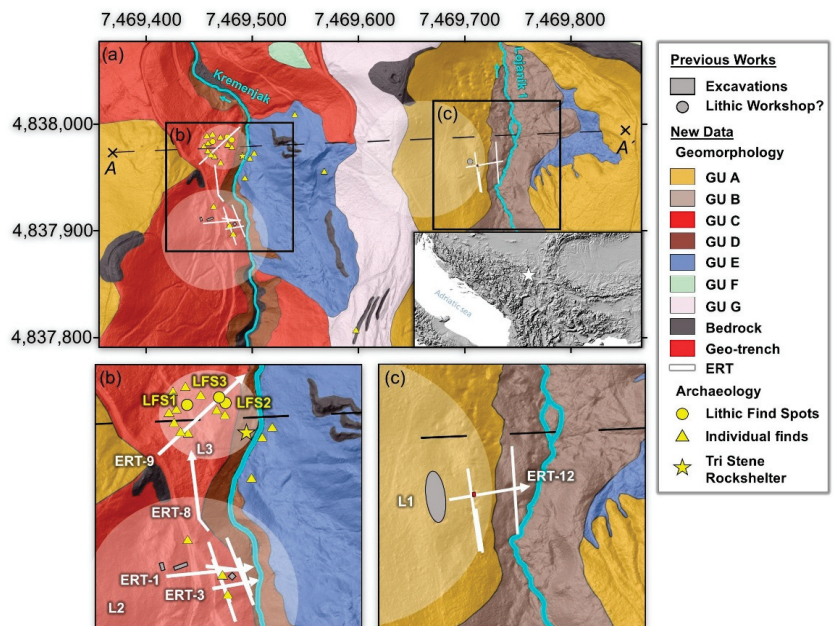 7,469,400 7,469,500 7,469,600 7,469,700 7,469,800
4,838,000
4,837,900
4,837,800
(a)
Kremenjak
Lojanik 1
(b)
(c)
A
A'
Adriatic sea
Previous Works
Excavations
Lithic Workshop?
New Data
Geomorphology
GU A
GU B
GU C
GU D
GU E
GU F
GU G
Bedrock
Geo-trench
ERT
Archaeology
Lithic Find Spots
Individual finds
Tri Stene
Rockshelter
(b)
LFS3
LFS1
LFS2
L3
ERT-9
ERT-8
ERT-1
ERT-3
L2
(c)
ERT-12
L1